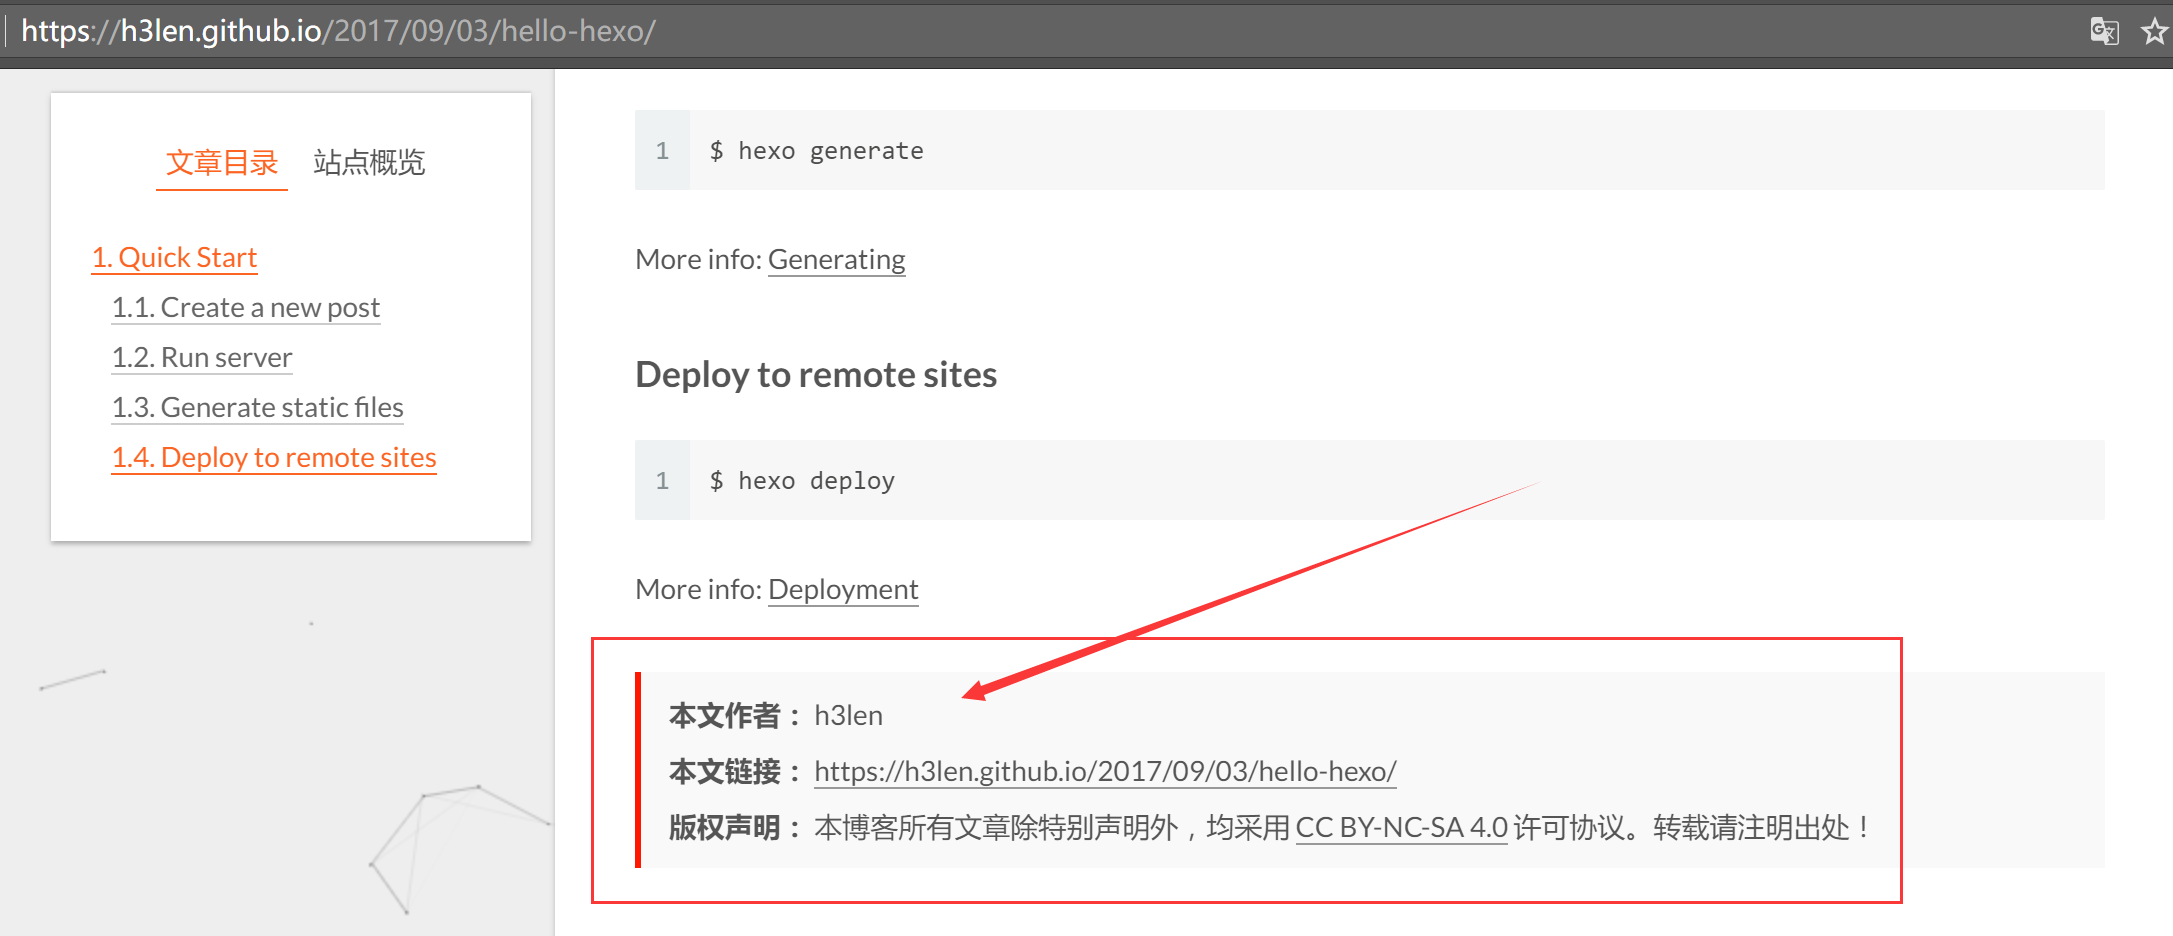 https://h3len.github.io/2017/09/03/hello-hexo/
文章目录 站点概览
1. Quick Start
1.1. Create a new post
1.2. Run server
1.3. Generate static files
1.4. Deploy to remote sites
1 $ hexo generate
More info: Generating
Deploy to remote sites
1 $ hexo deploy
More info: Deployment
本文作者： h3len
本文链接： https://h3len.github.io/2017/09/03/hello-hexo/
版权声明： 本博客所有文章除特别声明外，均采用 CC BY-NC-SA 4.0 许可协议。转载请注明出处！